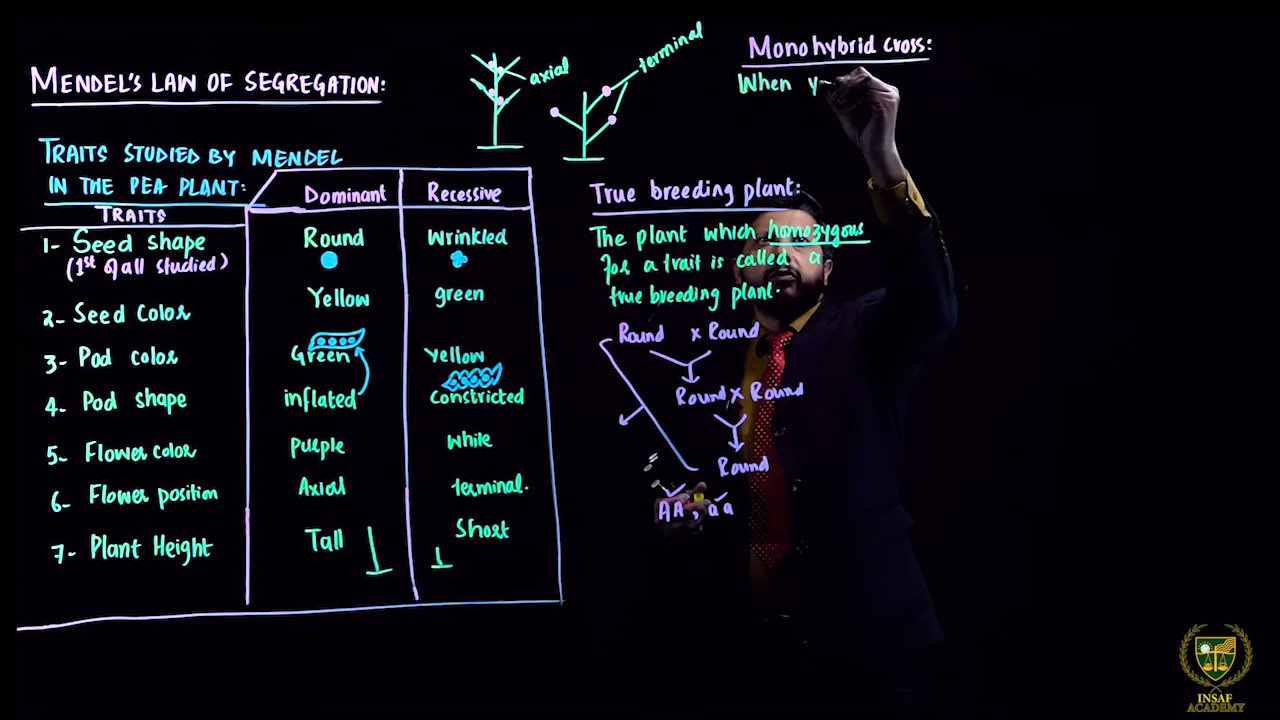 MENDEL'S LAW OF SEGREGATION:
axial
terminal
Monohybrid cross:
When y
TRAITS STUDIED BY MENDEL
IN THE PEA PLANT:
TRAITS
Dominant
Recessive
1- Seed shape
(1st of all studied)
Round
Wrinkled
2- Seed Color
Yellow
green
3- Pod color
Green
Yellow
4- Pod shape
inflated
constricted
5- Flower color
purple
while
6- Flower position
Axial
terminal.
7- Plant Height
Tall
Short
True breeding plant:
The plant which homozygous
for a trait is called a
true breeding plant.
Round x Round
Round x Round
Round
AA , aa
INSAF
ACADEMY